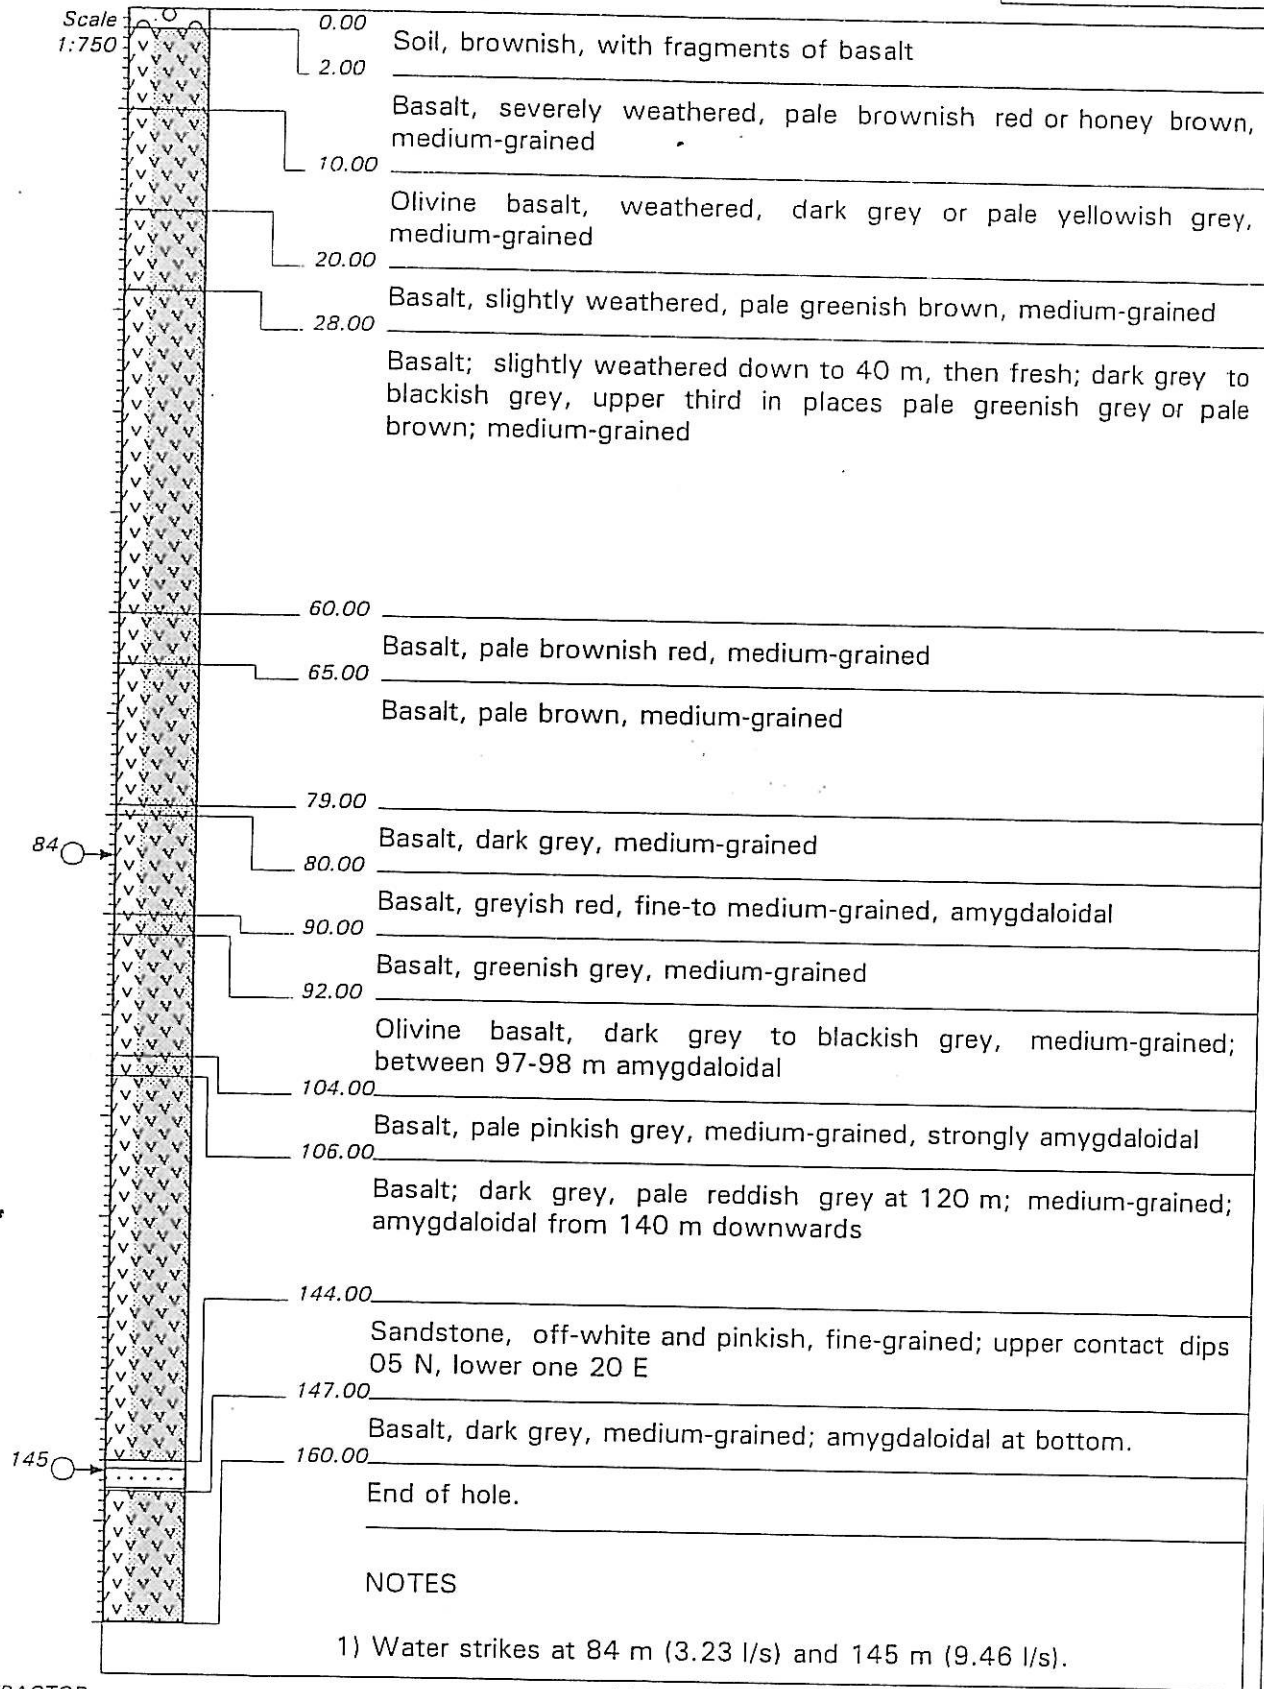 Scale
1:750
0.00
Soil, brownish, with fragments of basalt
2.00
Basalt, severely weathered, pale brownish red or honey brown,
medium-grained
10.00
Olivine basalt, weathered, dark grey or pale yellowish grey,
medium-grained
20.00
Basalt, slightly weathered, pale greenish brown, medium-grained
28.00
Basalt; slightly weathered down to 40 m, then fresh; dark grey to
blackish grey, upper third in places pale greenish grey or pale
brown; medium-grained
60.00
Basalt, pale brownish red, medium-grained
65.00
Basalt, pale brown, medium-grained
79.00
Basalt, dark grey, medium-grained
84
80.00
Basalt, greyish red, fine-to medium-grained, amygdaloidal
90.00
Basalt, greenish grey, medium-grained
92.00
Olivine basalt, dark grey to blackish grey, medium-grained;
between 97-98 m amygdaloidal
104.00
Basalt, pale pinkish grey, medium-grained, strongly amygdaloidal
106.00
Basalt; dark grey, pale reddish grey at 120 m; medium-grained;
amygdaloidal from 140 m downwards
144.00
Sandstone, off-white and pinkish, fine-grained; upper contact dips
05 N, lower one 20 E
147.00
Basalt, dark grey, medium-grained; amygdaloidal at bottom.
145
160.00
End of hole.
NOTES
1) Water strikes at 84 m (3.23 l/s) and 145 m (9.46 l/s).